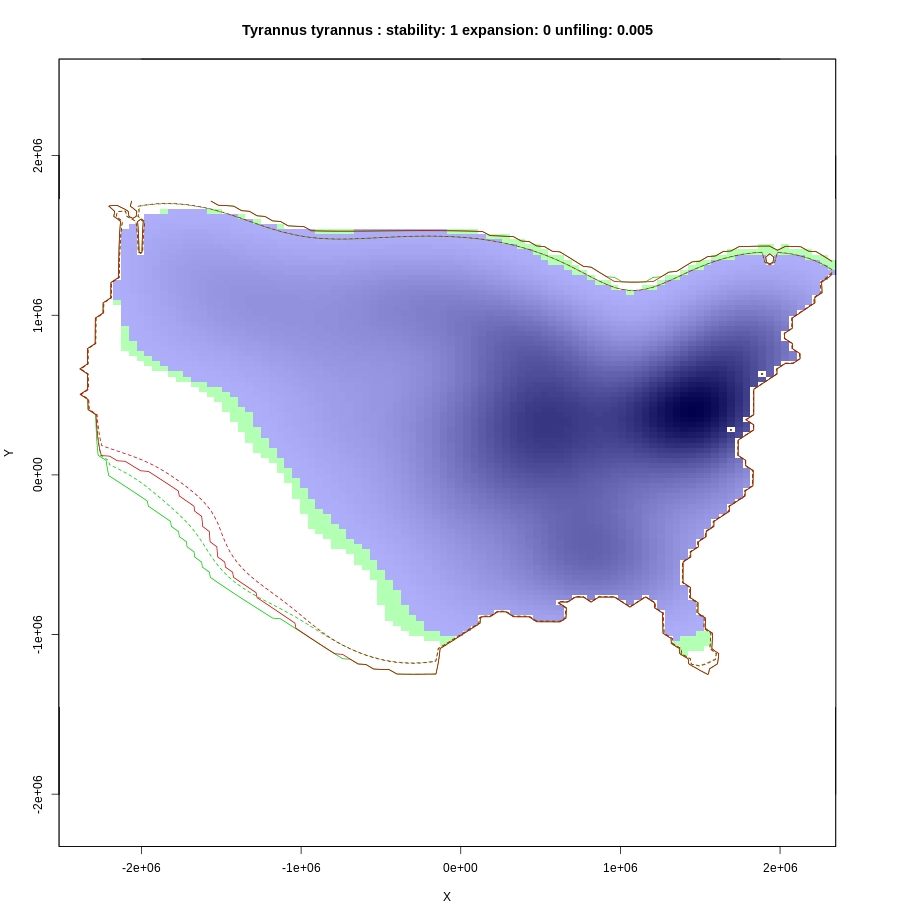 Tyrannus tyrannus : stability: 1 expansion: 0 unfiling: 0.005
2e+06
1e+06
0e+00
-1e+06
-2e+06
Y
-2e+06 -1e+06 0e+00 1e+06 2e+06
X